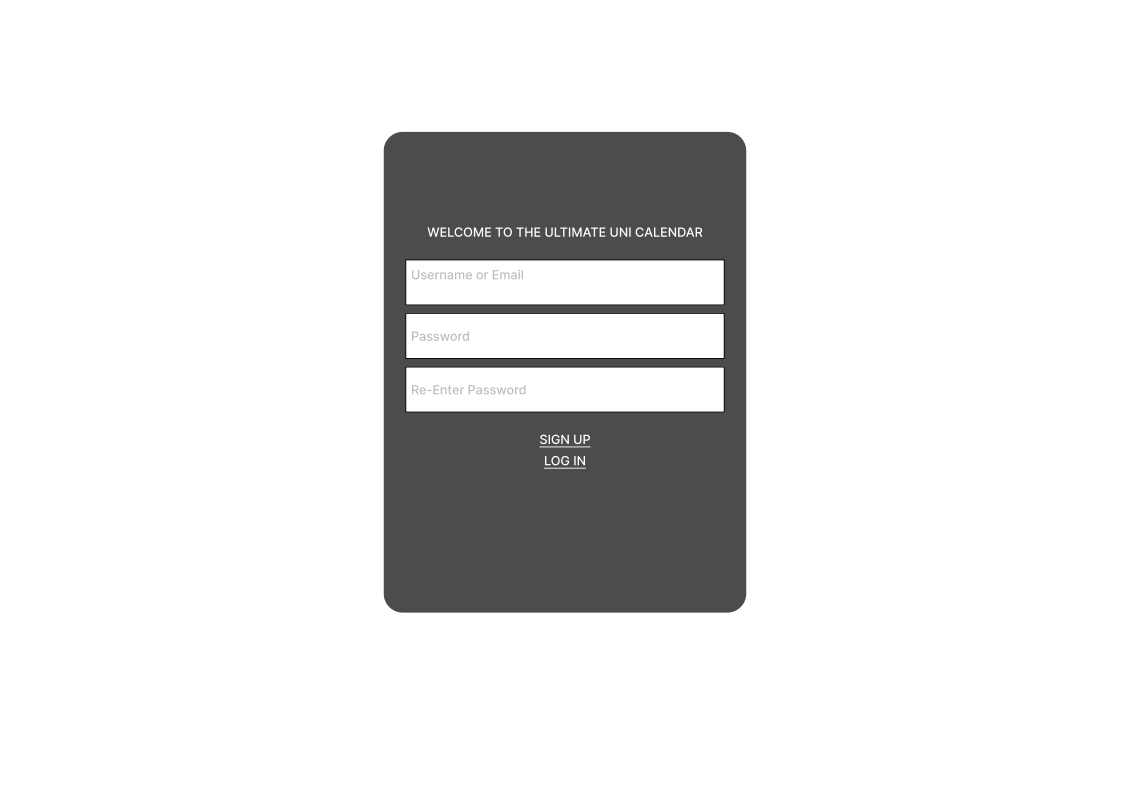 WELCOME TO THE ULTIMATE UNI CALENDAR
Username or Email
Password
Re-Enter Password
SIGN UP
LOG IN